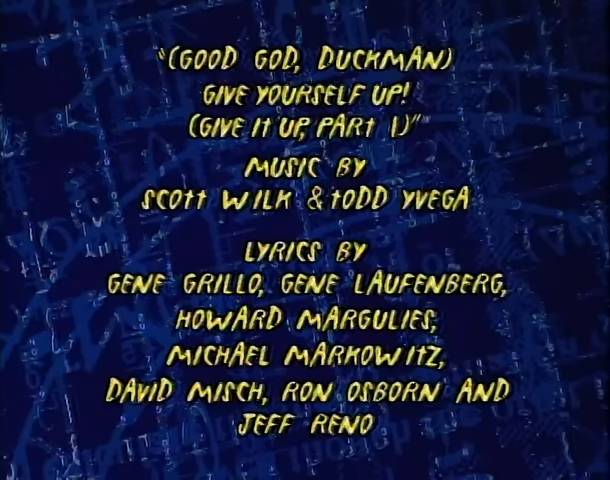 "(GOOD GOD, DUCKMAN)
GIVE YOURSELF UP!
(GIVE IT UP, PART 1)"
MUSIC BY
SCOTT WILK & TODD YVEGA
LYRICS BY
GENE GRILLO, GENE LAUFENBERG,
HOWARD MARGULIES,
MICHAEL MARKOWITZ,
DAVID MISCH, RON OSBORN AND
JEFF RENO